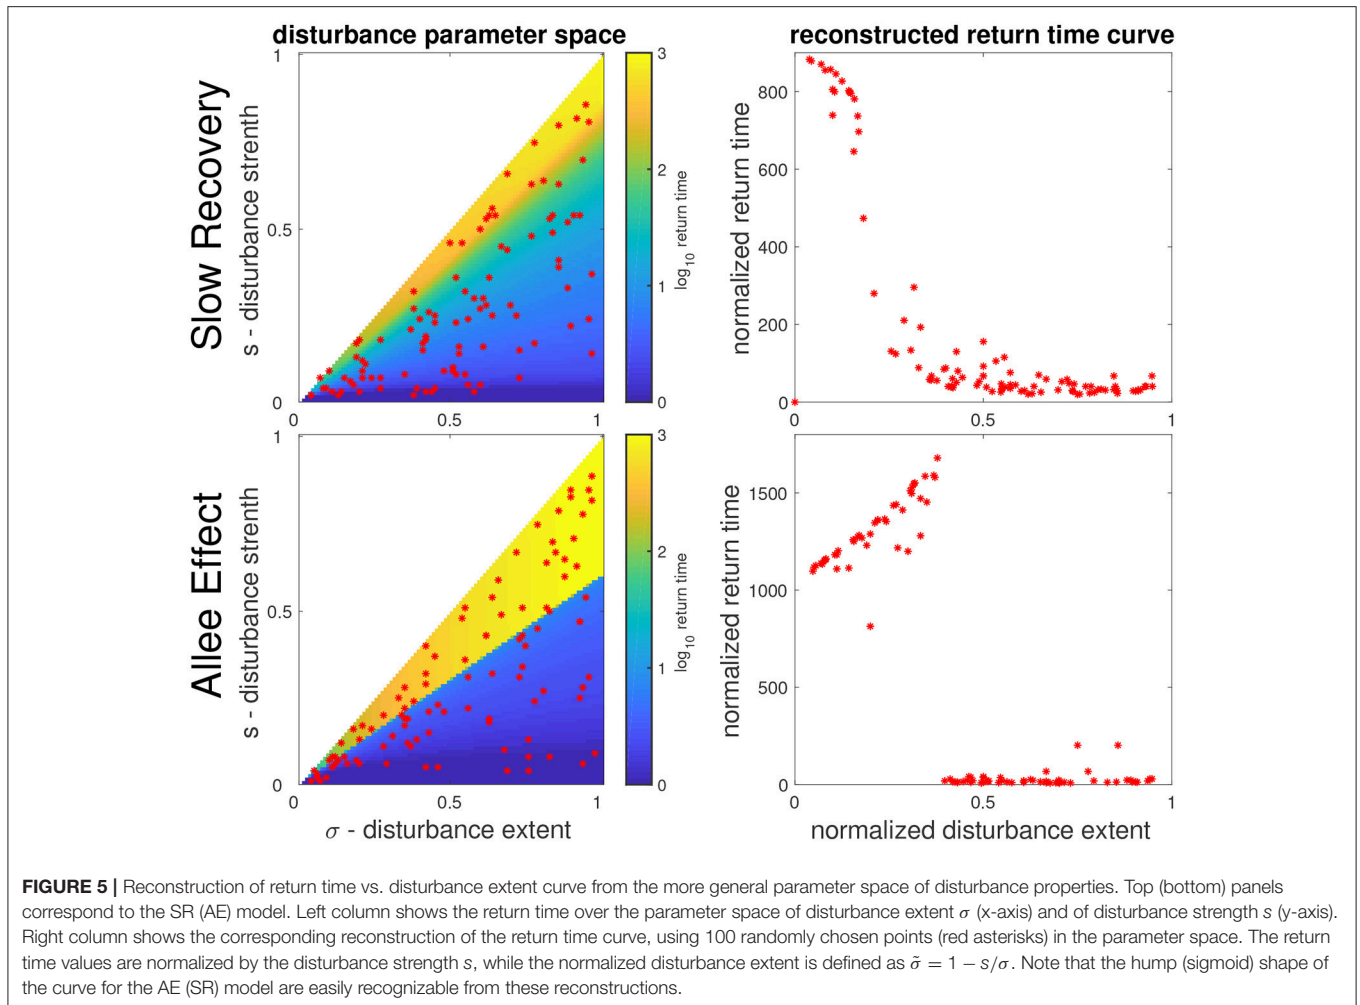 disturbance parameter space
reconstructed return time curve
Slow Recovery
s - disturbance strenth
1
0.5
0
0
0.5
1
3
2
1
0
log10 return time
normalized return time
800
600
400
200
0
0
0.5
1
Allee Effect
s - disturbance strenth
1
0.5
0
0
0.5
1
σ - disturbance extent
3
2
1
0
log10 return time
normalized return time
1500
1000
500
0
0
0.5
1
normalized disturbance extent
FIGURE 5 | Reconstruction of return time vs. disturbance extent curve from the more general parameter space of disturbance properties. Top (bottom) panels
correspond to the SR (AE) model. Left column shows the return time over the parameter space of disturbance extent σ (x-axis) and of disturbance strength s (y-axis).
Right column shows the corresponding reconstruction of the return time curve, using 100 randomly chosen points (red asterisks) in the parameter space. The return
time values are normalized by the disturbance strength s, while the normalized disturbance extent is defined as σ̃ = 1 − s/σ. Note that the hump (sigmoid) shape of
the curve for the AE (SR) model are easily recognizable from these reconstructions.